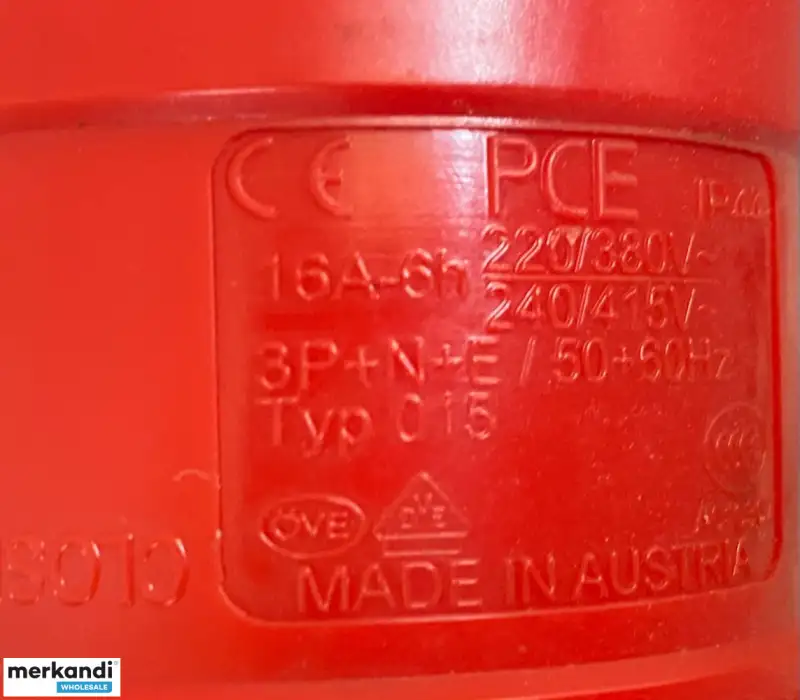 CE PCE IP44
16A-6h 220/380V~
240/415V~
3P+N+E / 50+60Hz
Typ 015
ÖVE
MADE IN AUSTRIA
merkandi
WHOLESALE